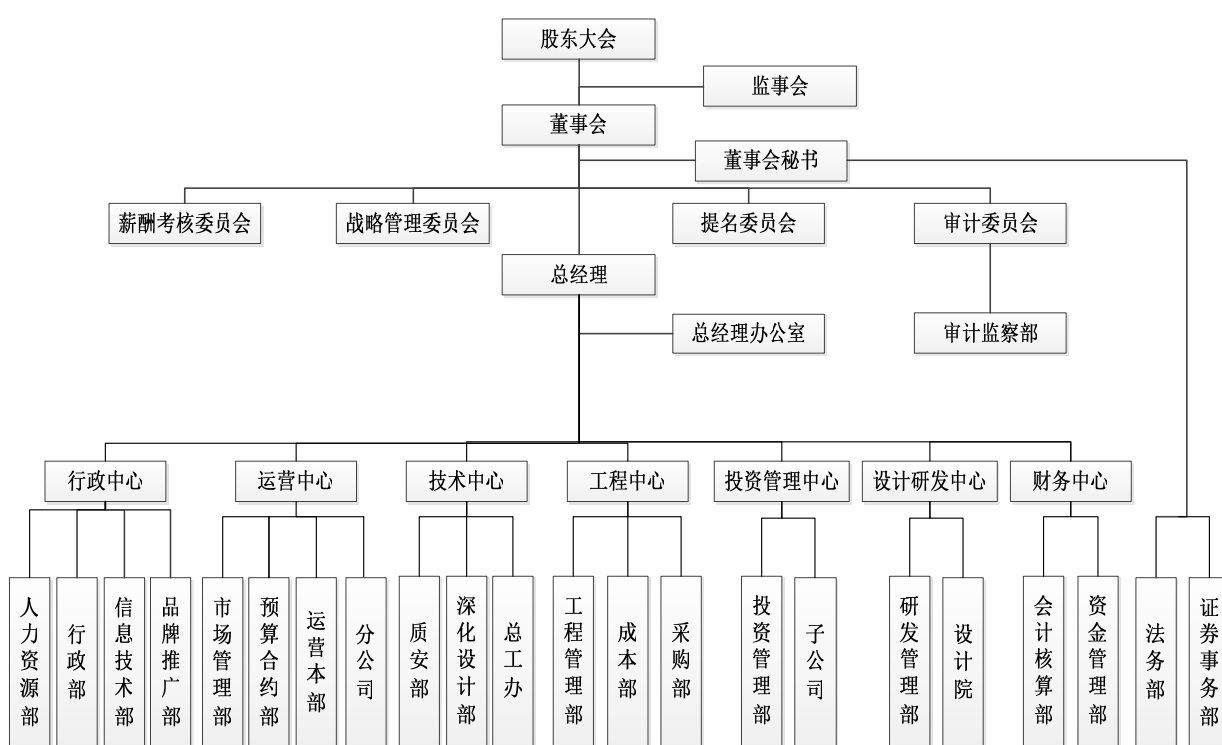 股东大会
监事会
董事会
董事会秘书
薪酬考核委员会
战略管理委员会
提名委员会
审计委员会
总经理
总经理办公室
审计监察部
行政中心
运营中心
技术中心
工程中心
投资管理中心
设计研发中心
财务中心
人力资源部
行政部
信息技术部
品牌推广部
市场管理部
预算合约部
运营本部
分公司
质安部
深化设计部
总工办
工程管理部
成本部
采购部
投资管理部
子公司
研发管理部
设计院
会计核算部
资金管理部
法务部
证券事务部